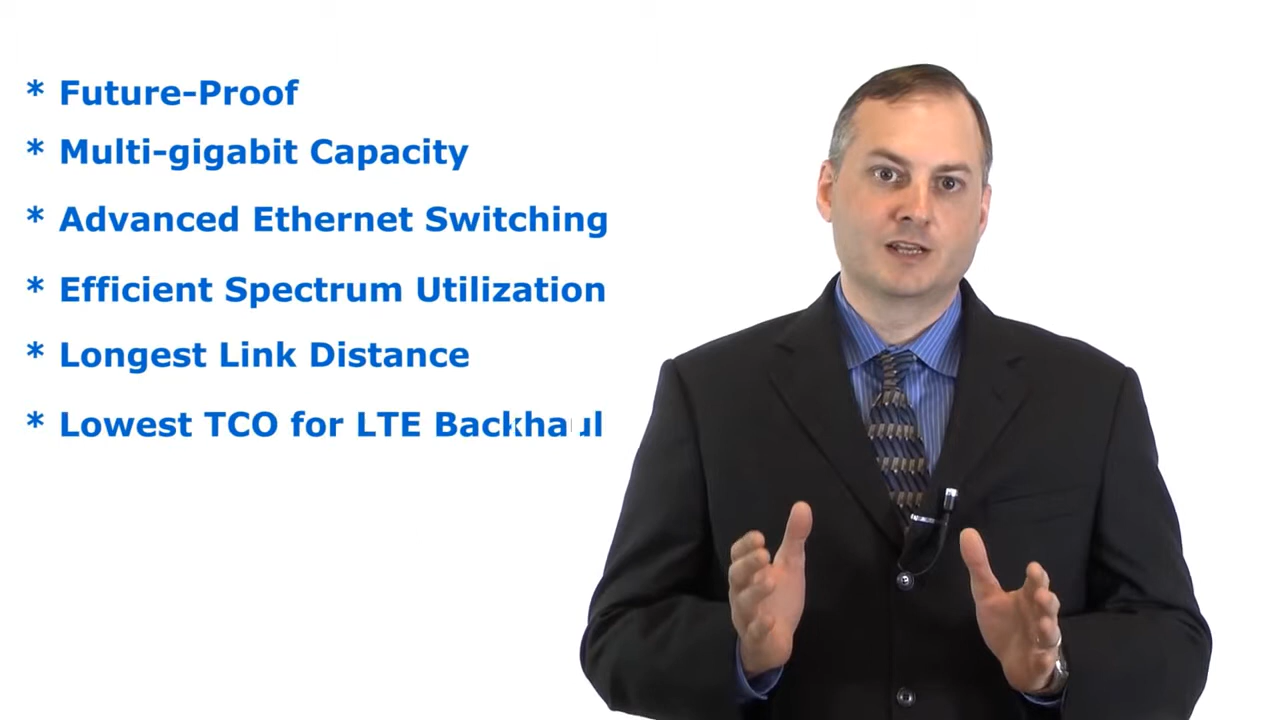 * Future-Proof
* Multi-gigabit Capacity
* Advanced Ethernet Switching
* Efficient Spectrum Utilization
* Longest Link Distance
* Lowest TCO for LTE Backhaul